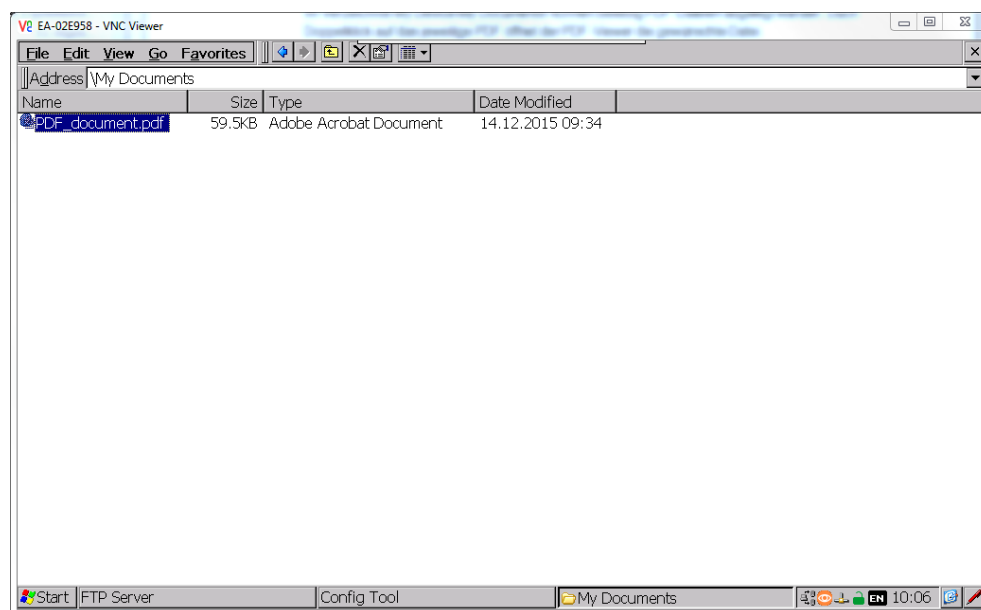 EA-02E958 - VNC Viewer
File Edit View Go Favorites
Address \My Documents
Name Size Type Date Modified
PDF_document.pdf 59.5KB Adobe Acrobat Document 14.12.2015 09:34
Start FTP Server Config Tool My Documents EN 10:06